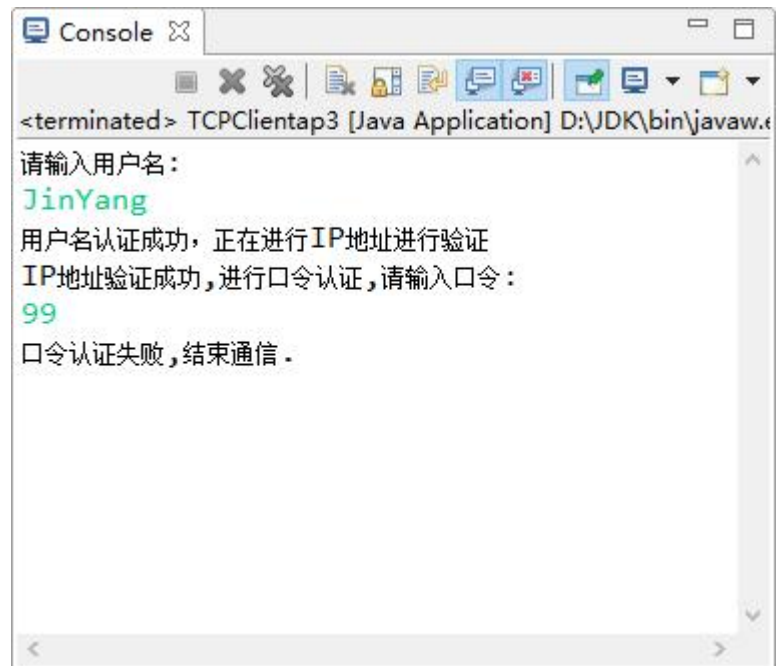 Console
<terminated> TCPClientap3 [Java Application] D:\JDK\bin\javaw.e
请输入用户名：
JinYang
用户名认证成功，正在进行IP地址进行验证
IP地址验证成功,进行口令认证,请输入口令：
99
口令认证失败,结束通信.